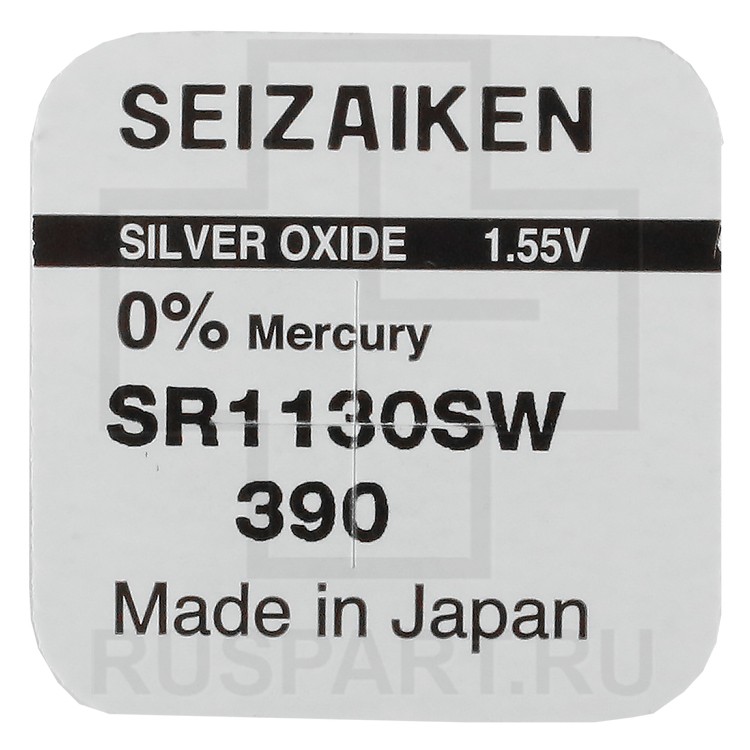 SEIZAIKEN
SILVER OXIDE 1.55V
0% Mercury
SR1130SW
390
Made in Japan
RUSPART.RU